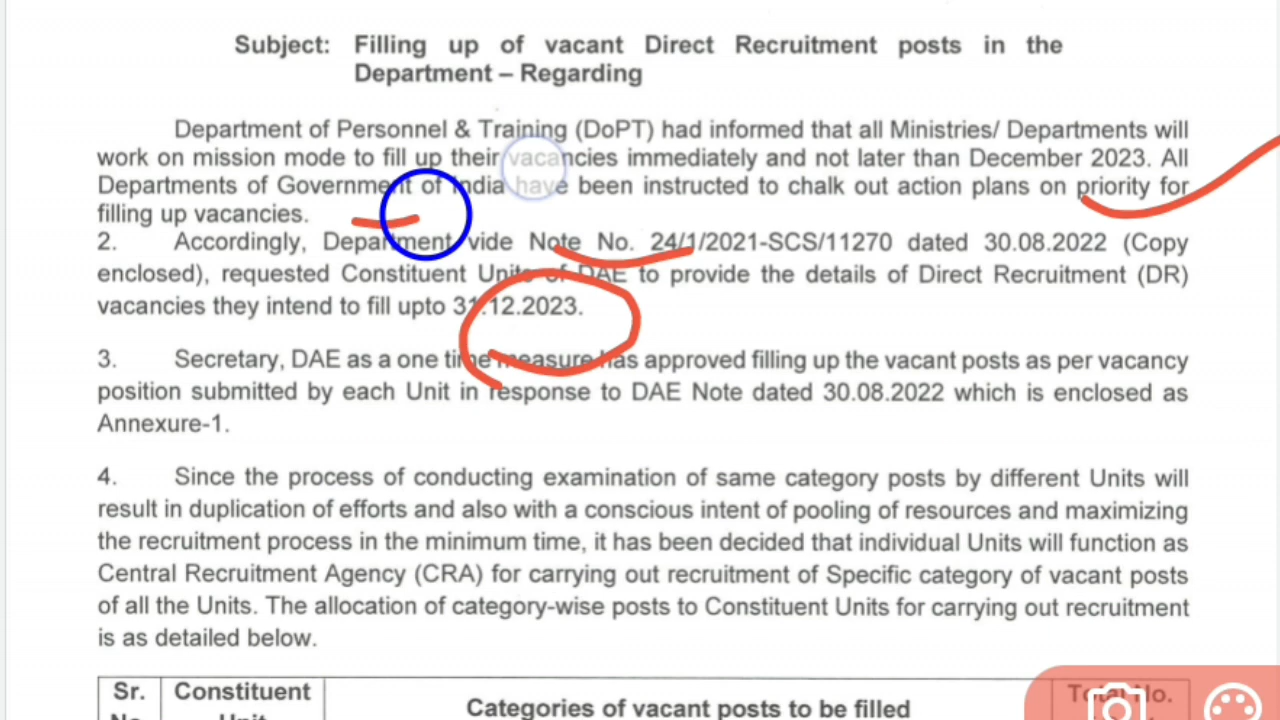 Subject: Filling up of vacant Direct Recruitment posts in the
Department – Regarding
Department of Personnel & Training (DoPT) had informed that all Ministries/ Departments will
work on mission mode to fill up their vacancies immediately and not later than December 2023. All
Departments of Government of India have been instructed to chalk out action plans on priority for
filling up vacancies.
2. Accordingly, Department vide Note No. 24/1/2021-SCS/11270 dated 30.08.2022 (Copy
enclosed), requested Constituent Units of DAE to provide the details of Direct Recruitment (DR)
vacancies they intend to fill upto 31.12.2023.
3. Secretary, DAE as a one time measure has approved filling up the vacant posts as per vacancy
position submitted by each Unit in response to DAE Note dated 30.08.2022 which is enclosed as
Annexure-1.
4. Since the process of conducting examination of same category posts by different Units will
result in duplication of efforts and also with a conscious intent of pooling of resources and maximizing
the recruitment process in the minimum time, it has been decided that individual Units will function as
Central Recruitment Agency (CRA) for carrying out recruitment of Specific category of vacant posts
of all the Units. The allocation of category-wise posts to Constituent Units for carrying out recruitment
is as detailed below.
Sr. Constituent Total No.
No. Unit Categories of vacant posts to be filled